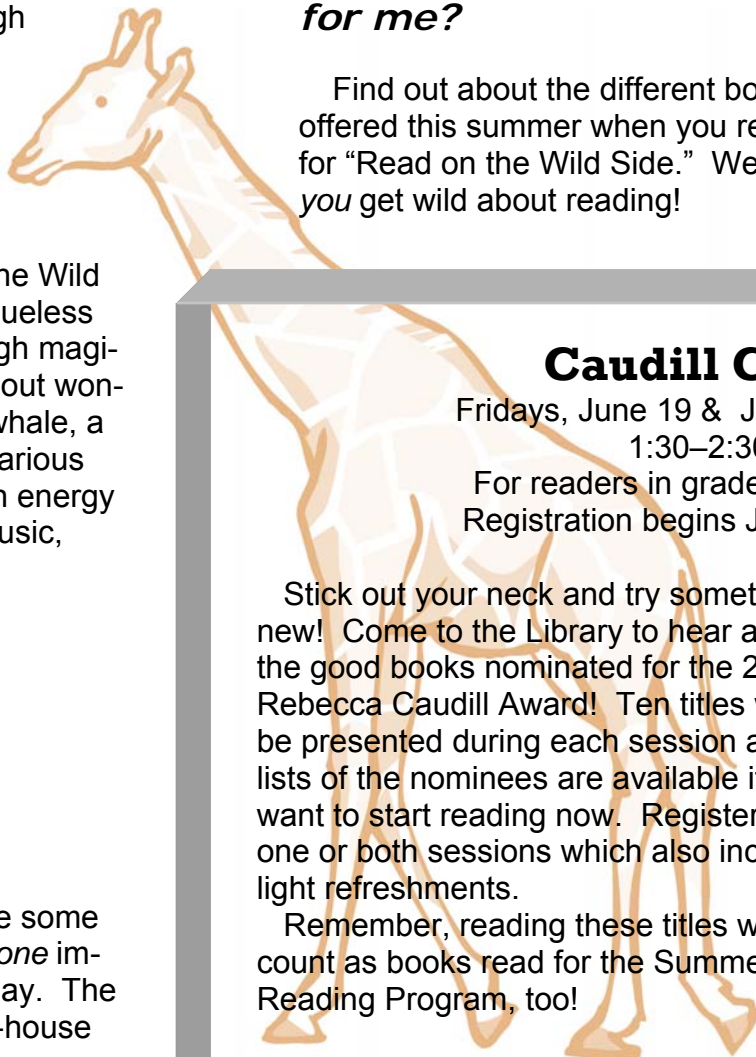 gh
ne Wild
ueless
gh magi-
out won-
whale, a
arious
n energy
usic,
e some
one im-
ay. The
-house
for me?
Find out about the different bo
offered this summer when you re
for “Read on the Wild Side.” We
you get wild about reading!
Caudill C
Fridays, June 19 & J
1:30–2:30
For readers in grade
Registration begins J
Stick out your neck and try somet
new! Come to the Library to hear a
the good books nominated for the 2
Rebecca Caudill Award! Ten titles w
be presented during each session a
lists of the nominees are available i
want to start reading now. Register
one or both sessions which also inc
light refreshments.
Remember, reading these titles w
count as books read for the Summe
Reading Program, too!